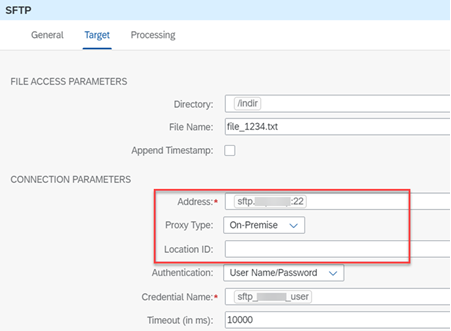 SFTP
General Target Processing
FILE ACCESS PARAMETERS
Directory: /indir
File Name: file_1234.txt
Append Timestamp:
CONNECTION PARAMETERS
Address:* sftp. :22
Proxy Type: On-Premise
Location ID:
Authentication: User Name/Password
Credential Name:* sftp_ _user
Timeout (in ms): 10000